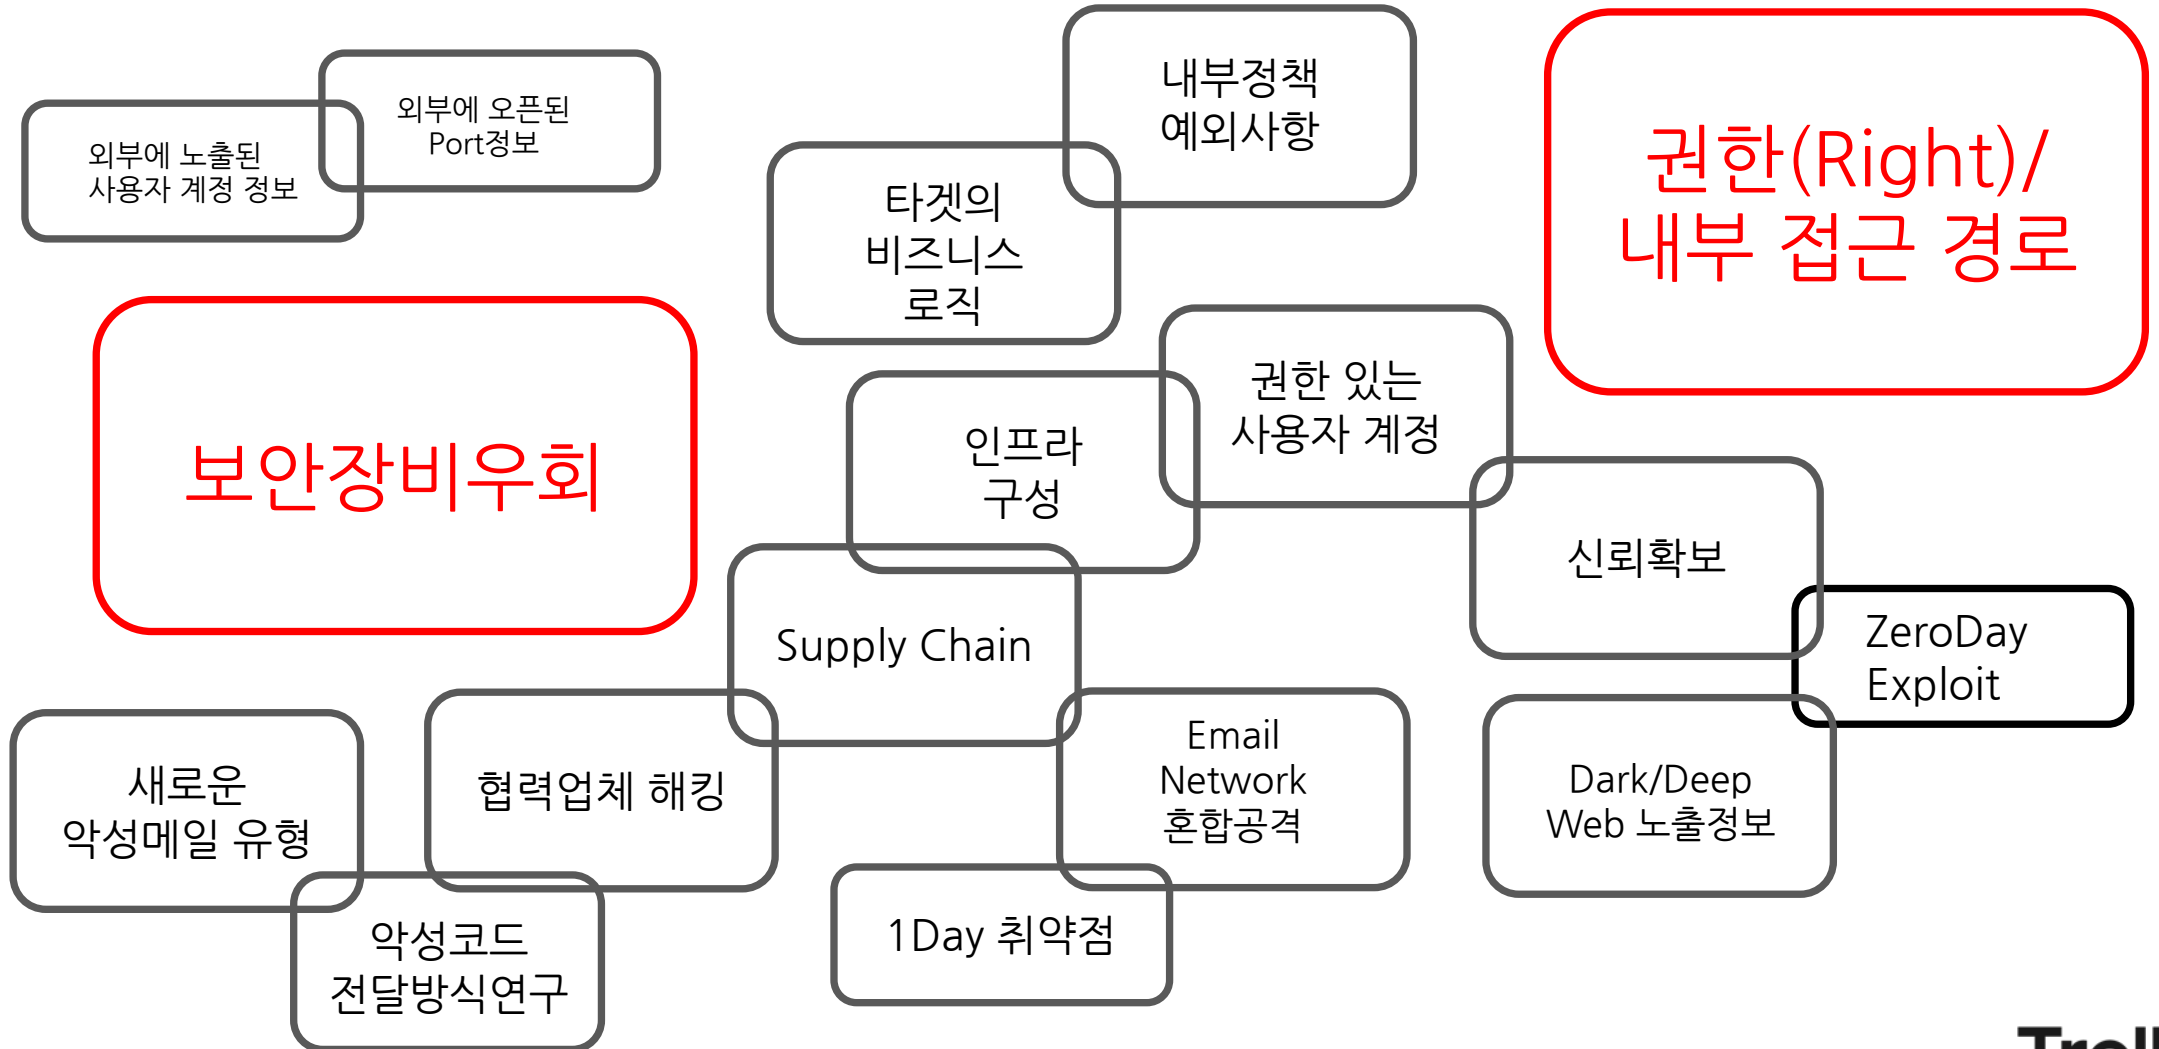 외부에 노출된
사용자 계정 정보
외부에 오픈된
Port정보
내부정책
예외사항
타겟의
비즈니스
로직
권한(Right)/
내부 접근 경로
보안장비우회
인프라
구성
권한 있는
사용자 계정
신뢰확보
ZeroDay
Exploit
Supply Chain
새로운
악성메일 유형
협력업체 해킹
Email
Network
혼합공격
Dark/Deep
Web 노출정보
악성코드
전달방식연구
1Day 취약점